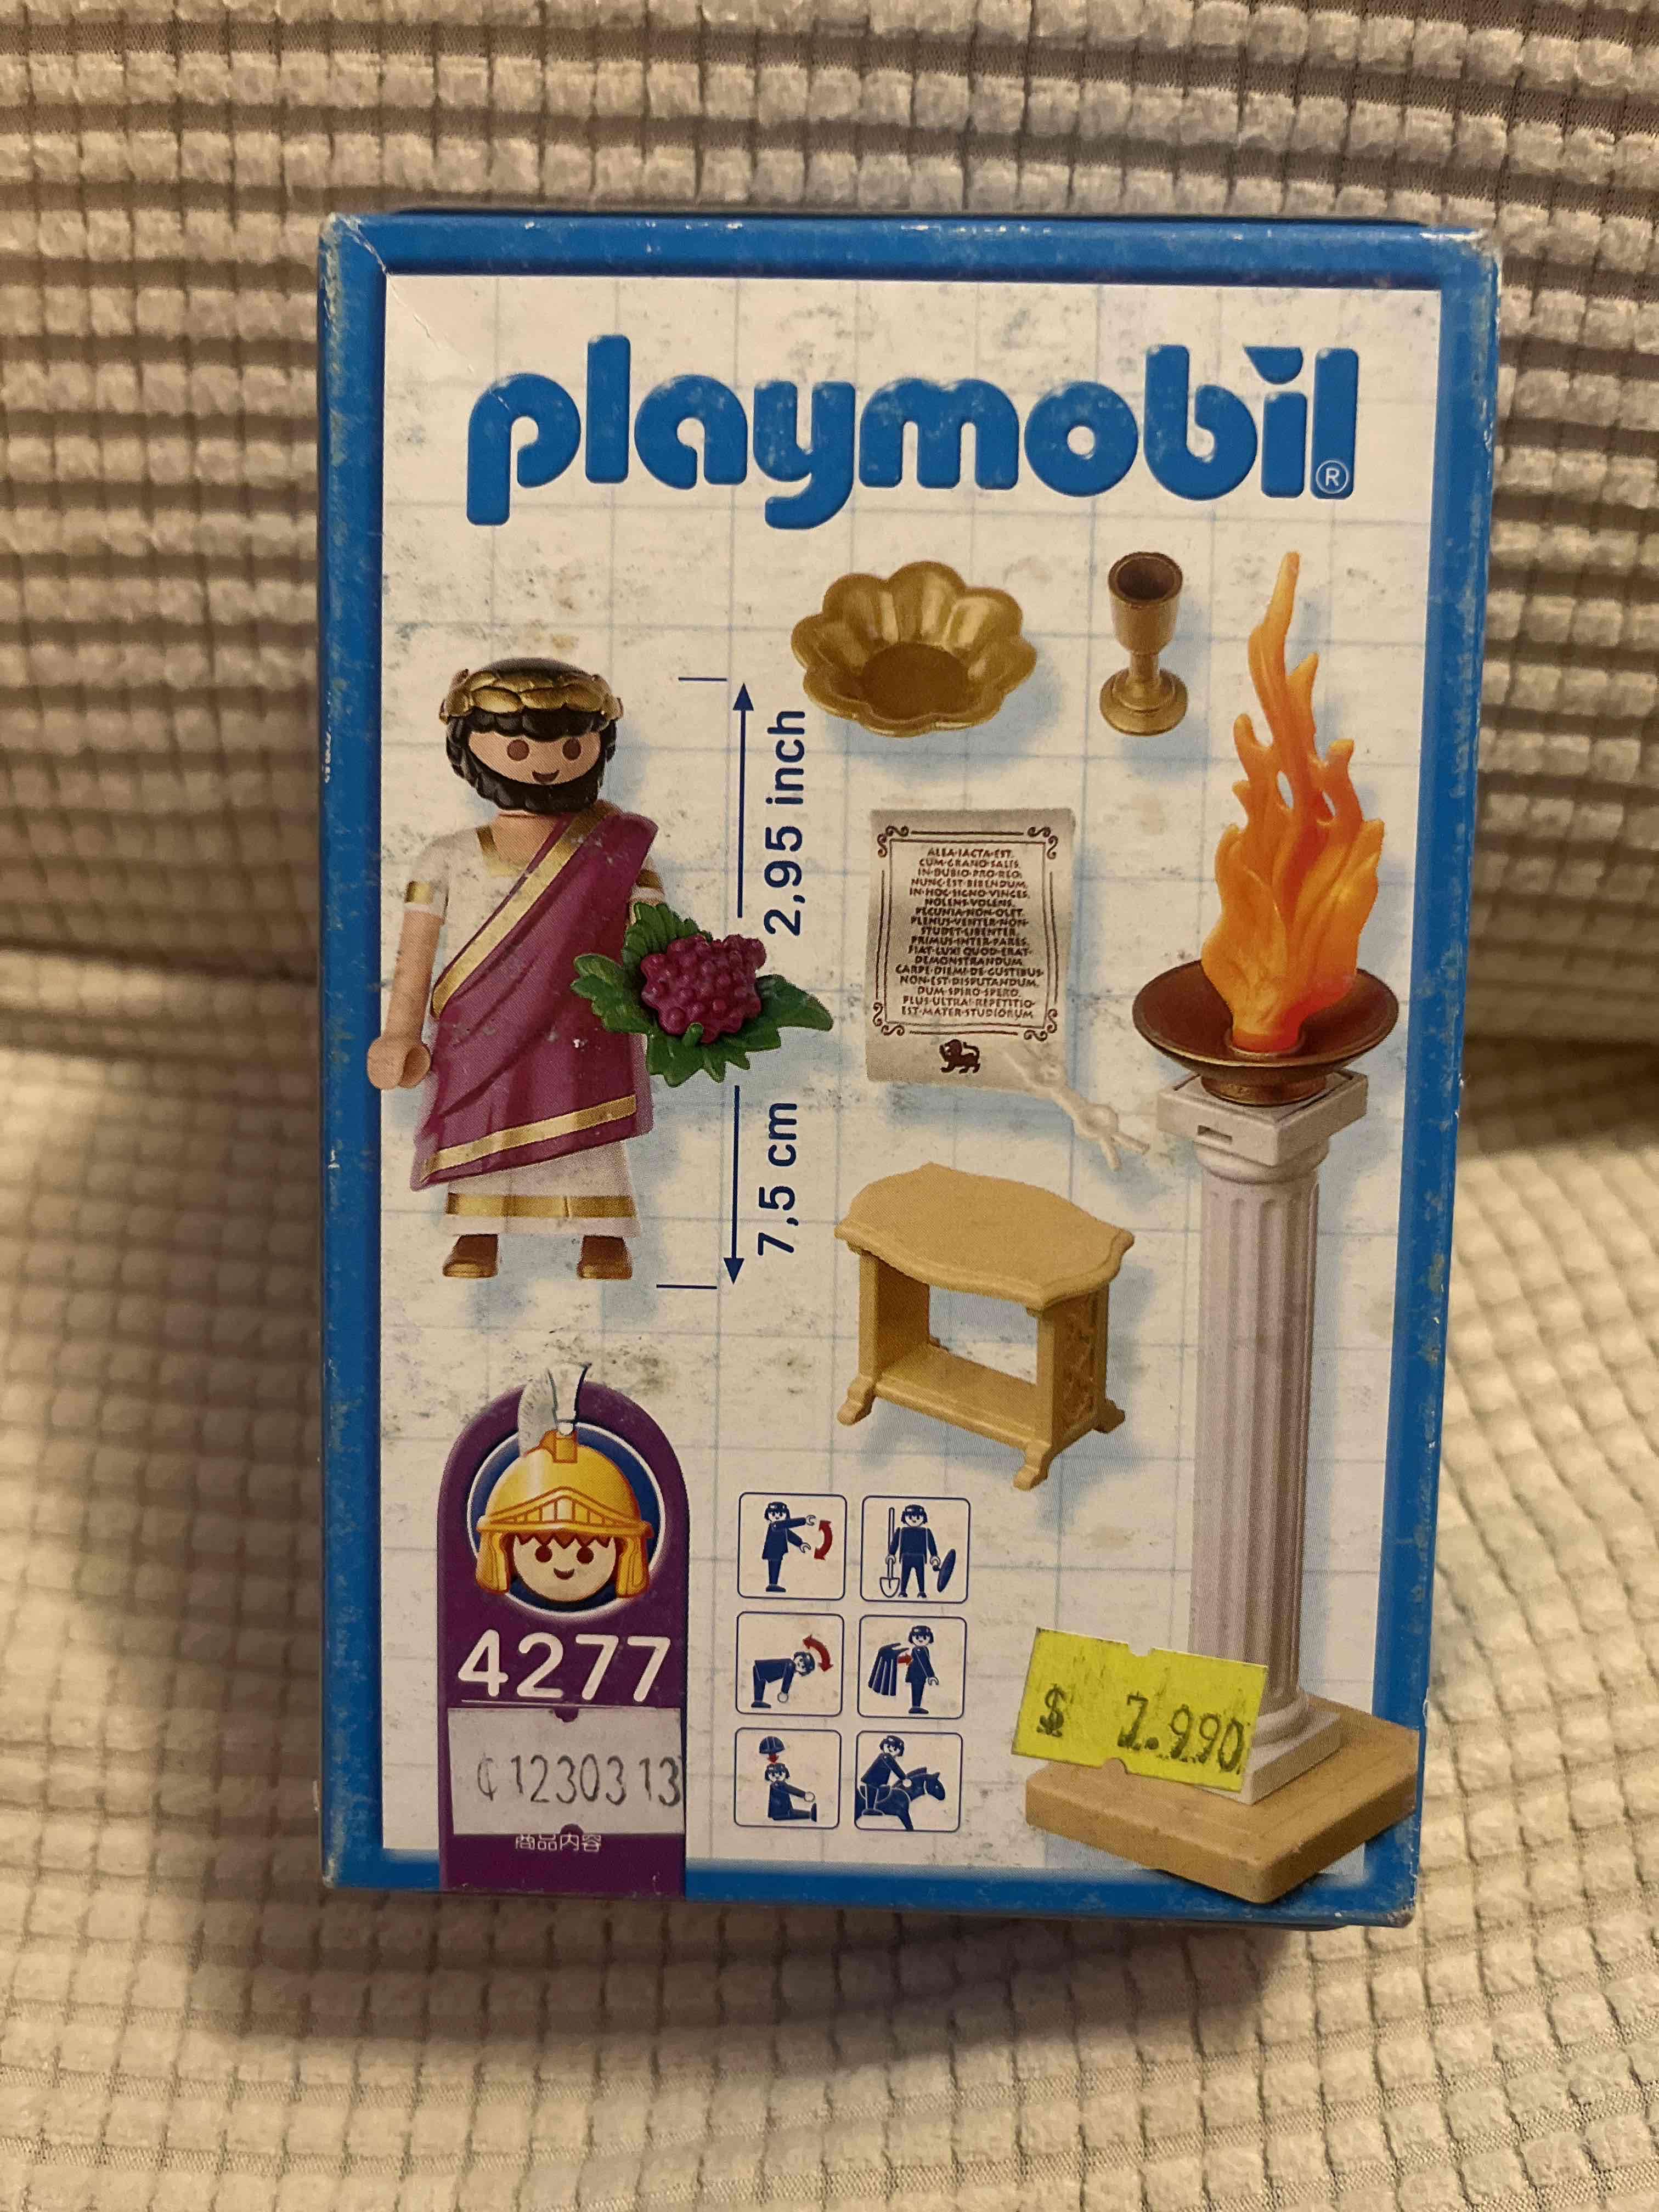 playmobil®
2,95 inch
7,5 cm
ALEA·IACTA·EST.
CUM·GRANO·SALIS.
IN·DUBIO·PRO·REO.
NUNC·EST·BIBENDUM.
IN·HOC·SIGNO·VINCES.
NOLENS·VOLENS.
PECUNIA·NON·OLET.
PLENUS·VENTER·NON·
STUDET·LIBENTER.
PRIMUS·INTER·PARES.
FIAT·LUX! QUOD·ERAT·
DEMONSTRANDUM.
CARPE·DIEM! DE·GUSTIBUS·
NON·EST·DISPUTANDUM.
DUM·SPIRO·SPERO.
PLUS·ULTRA! REPETITIO·
EST·MATER·STUDIORUM
4277
₵ 12303 13
商品内容
$ 7.990